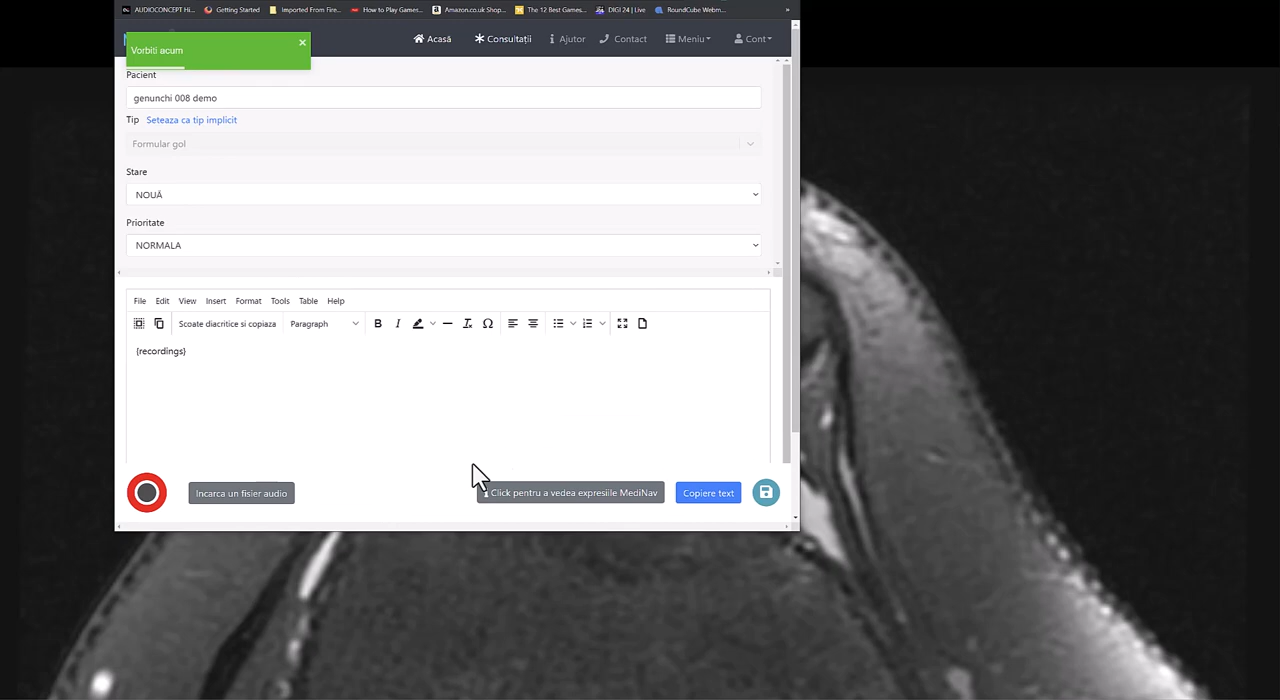 AUDIOCONCEPT Hi... Getting Started Imported From Fire... How to Play Games... Amazon.co.uk Shop... The 12 Best Games... DIGI 24 | Live RoundCube Webm... »
Acasă Consultații Ajutor Contact Meniu Cont
Vorbiti acum
Pacient
genunchi 008 demo
Tip Seteaza ca tip implicit
Formular gol
Stare
NOUĂ
Prioritate
NORMALA
File Edit View Insert Format Tools Table Help
Scoate diacritice si copiaza Paragraph B I Ω
{recordings}
Incarca un fisier audio Click pentru a vedea expresiile MediNav Copiere text